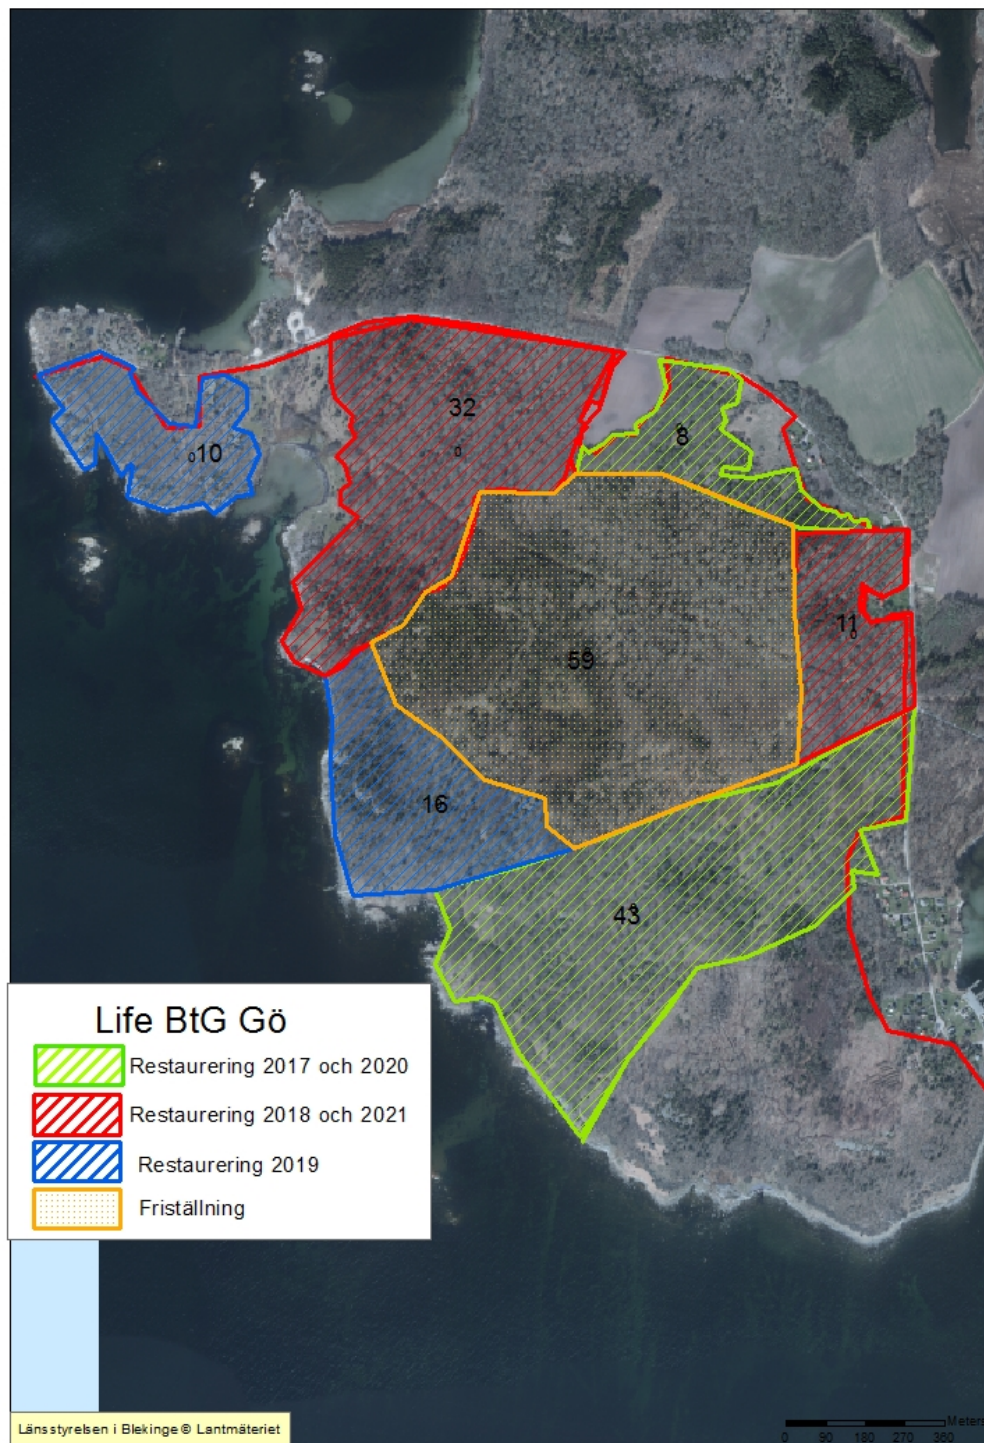 32
8
10
11
59
16
43
Life BtG Gö
Restaurering 2017 och 2020
Restaurering 2018 och 2021
Restaurering 2019
Friställning
Länsstyrelsen i Blekinge © Lantmäteriet
Meters
0 90 180 270 360